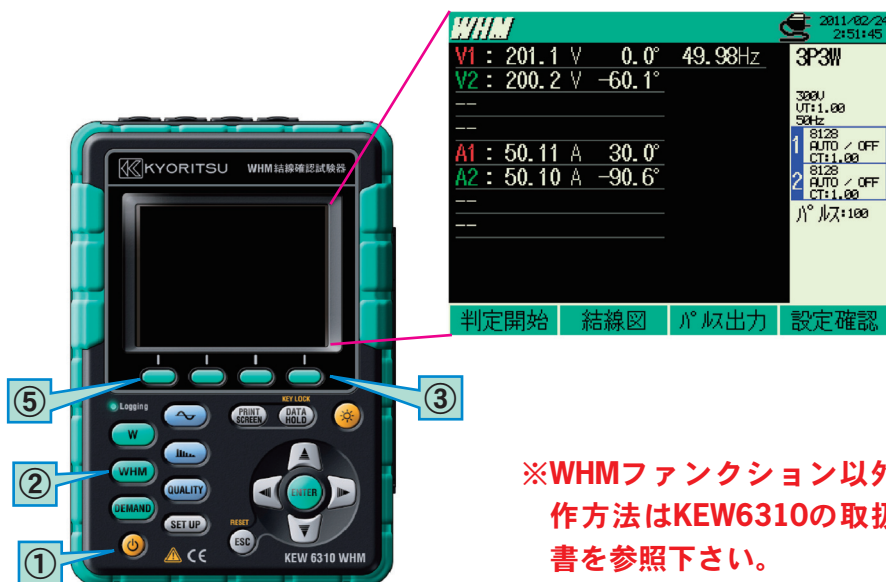 WHM
2011/02/24
2:51:45
V1 : 201.1 V 0.0° 49.98Hz
V2 : 200.2 V -60.1°
--
--
A1 : 50.11 A 30.0°
A2 : 50.10 A -90.6°
--
--
3P3W
300V
VT:1.00
50Hz
1 8128
AUTO / OFF
CT:1.00
2 8128
AUTO / OFF
CT:1.00
パルス:100
判定開始 結線図 パルス出力 設定確認
KYORITSU WHM結線確認試験器
⑤
③
Logging
KEY LOCK
PRINT SCREEN
DATA HOLD
W
②
WHM
QUALITY
DEMAND
SET UP
ENTER
RESET
ESC
①
CE
KEW 6310 WHM
※WHMファンクション以外
作方法はKEW6310の取扱
書を参照下さい。